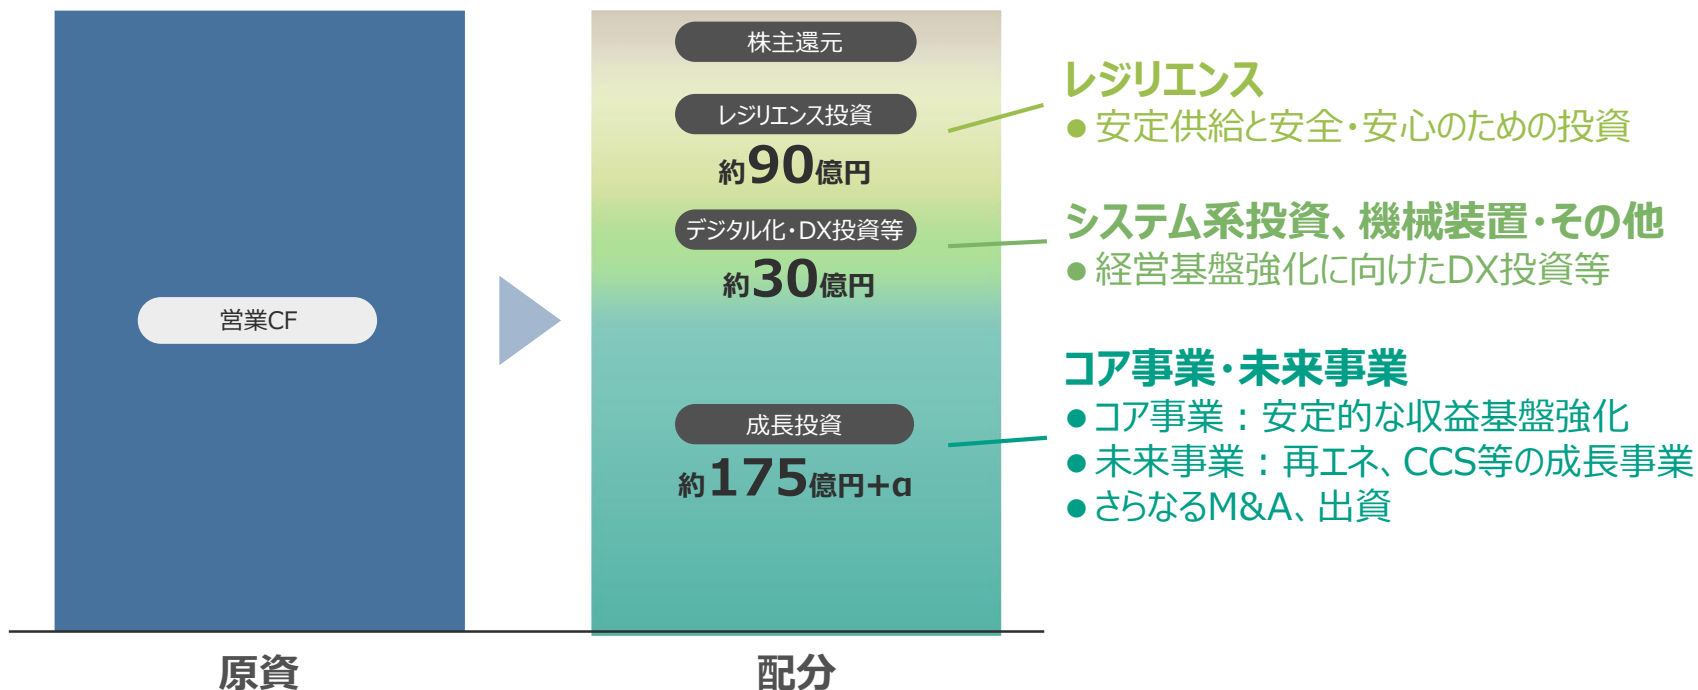 営業CF
原資
株主還元
レジリエンス投資
約90億円
デジタル化・DX投資等
約30億円
成長投資
約175億円+α
配分
レジリエンス
●安定供給と安全・安心のための投資
システム系投資、機械装置・その他
●経営基盤強化に向けたDX投資等
コア事業・未来事業
●コア事業：安定的な収益基盤強化
●未来事業：再エネ、CCS等の成長事業
●さらなるM&A、出資